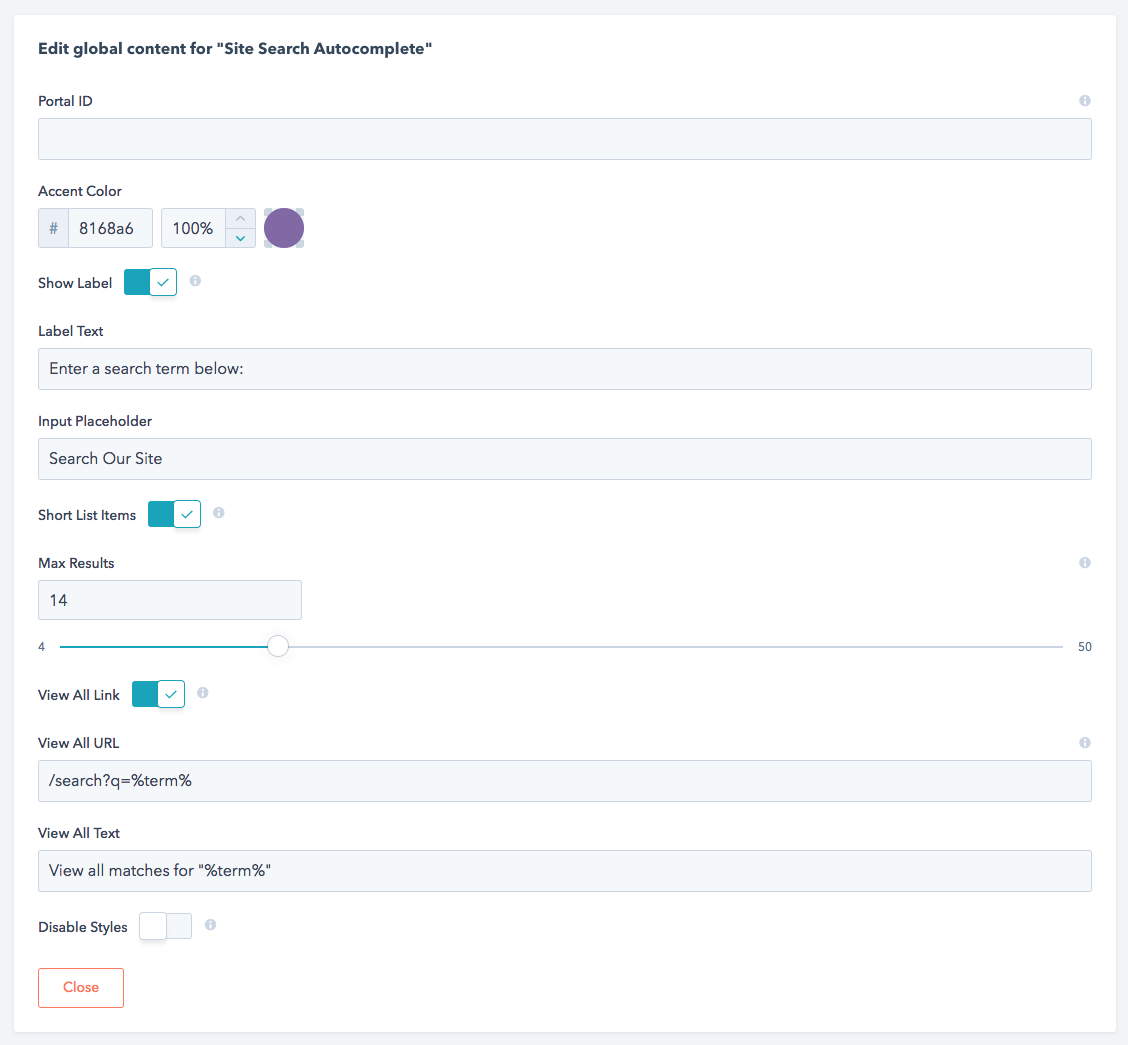 Edit global content for "Site Search Autocomplete"
Portal ID
Accent Color
# 8168a6 100%
Show Label
Label Text
Enter a search term below:
Input Placeholder
Search Our Site
Short List Items
Max Results
14
4 50
View All Link
View All URL
/search?q=%term%
View All Text
View all matches for "%term%"
Disable Styles
Close